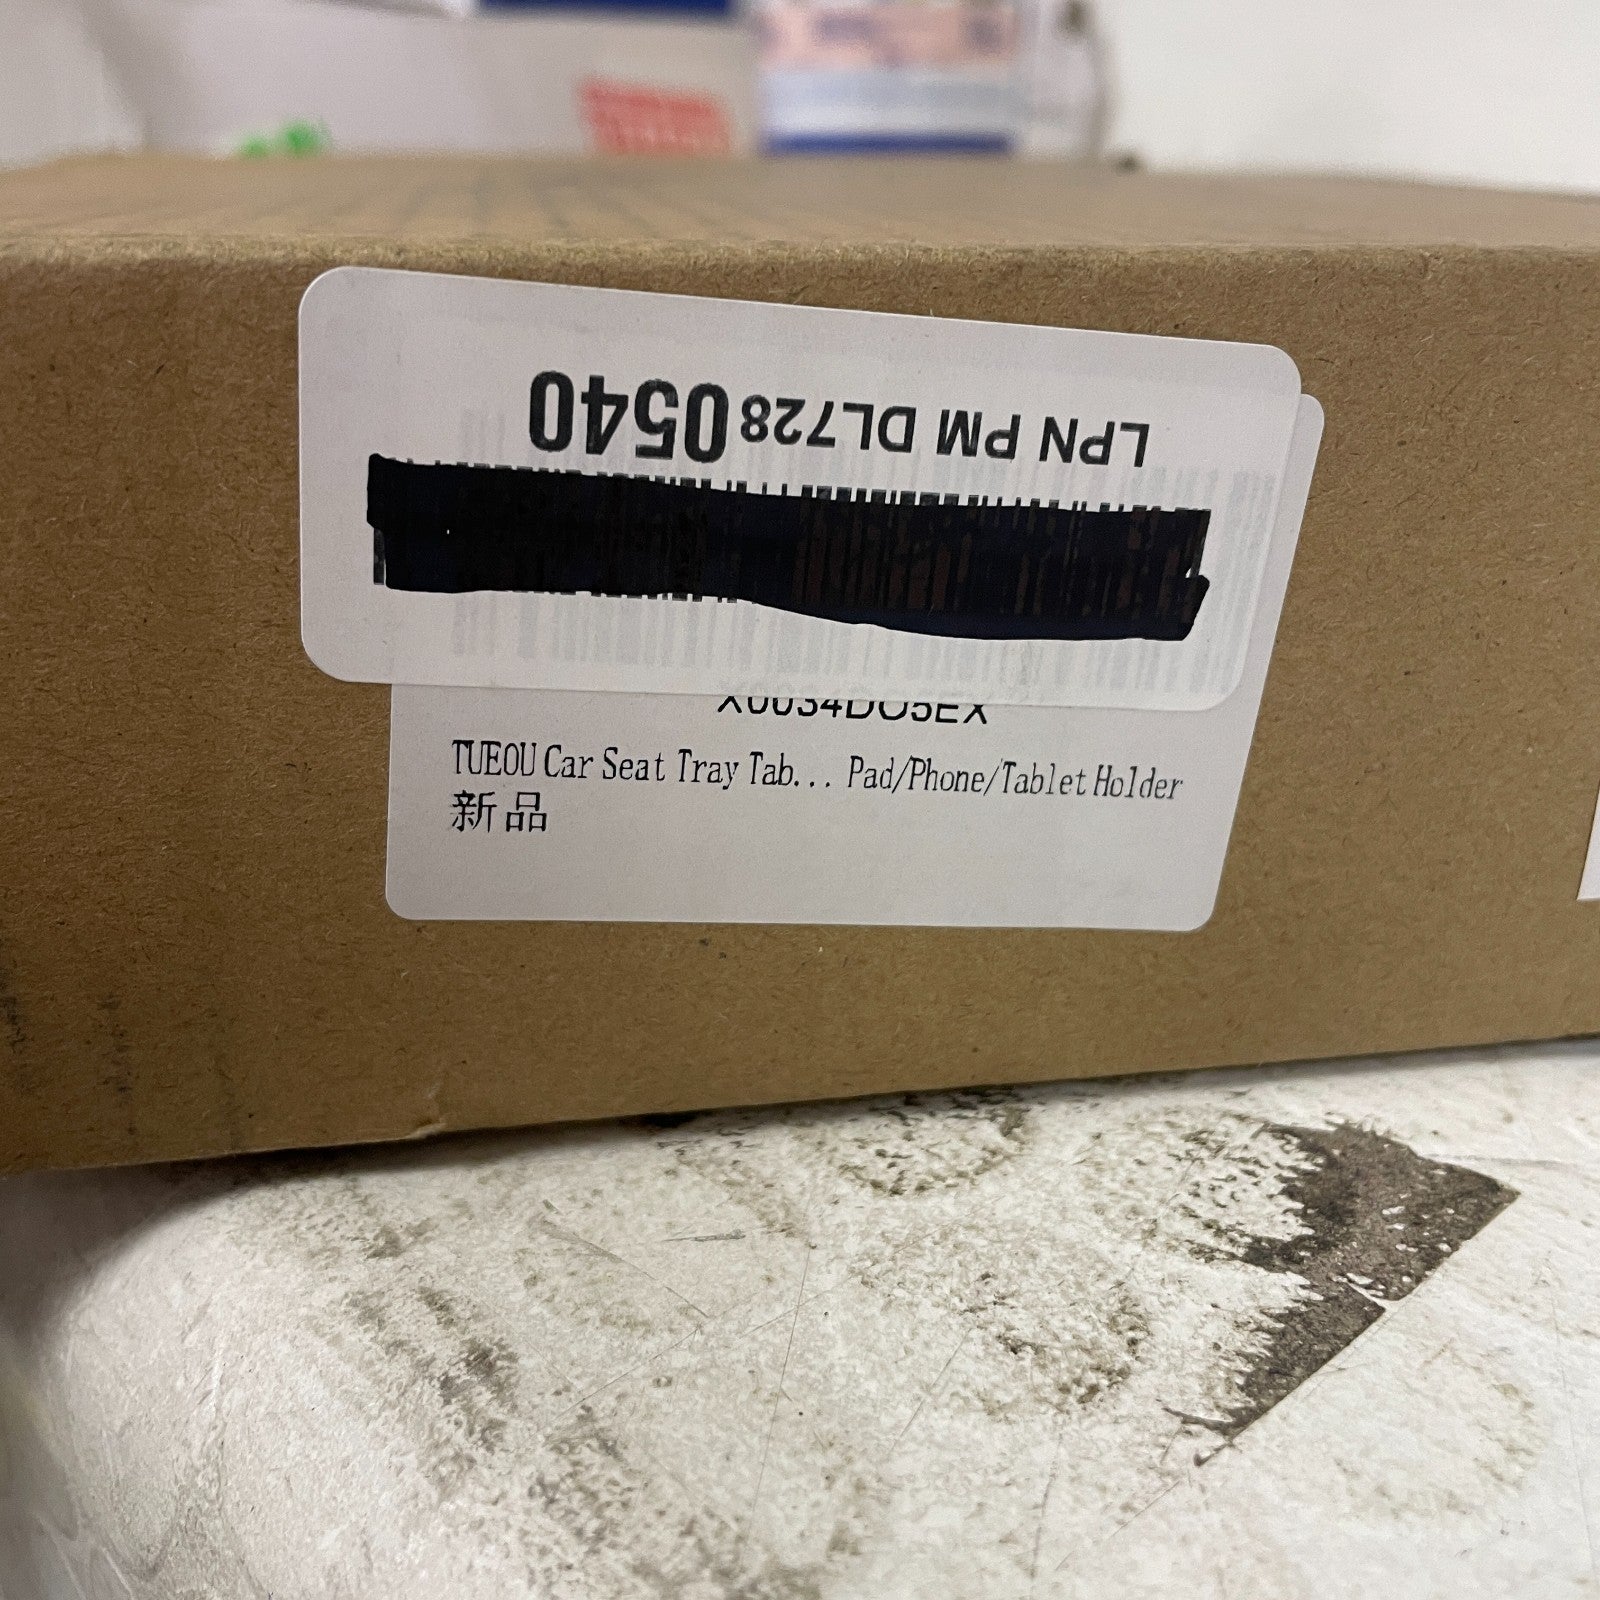 LPN PM DL728 0540
X0034DO5EX
TUEOU Car Seat Tray Tab... Pad/Phone/Tablet Holder
新品